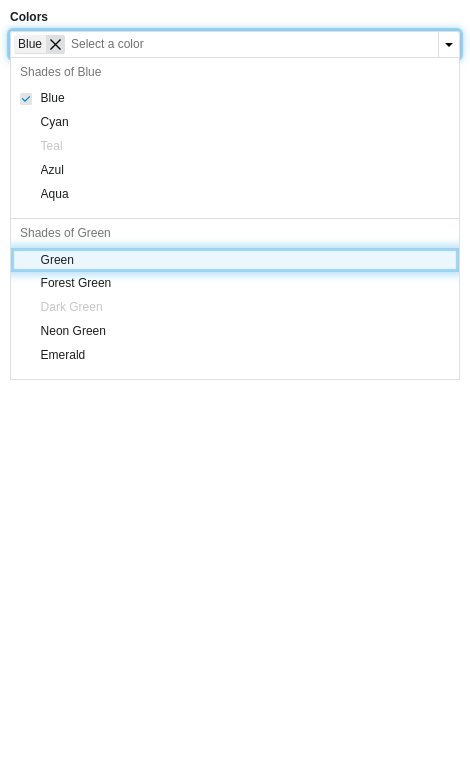 Colors
Blue Select a color
Shades of Blue
Blue
Cyan
Teal
Azul
Aqua
Shades of Green
Green
Forest Green
Dark Green
Neon Green
Emerald